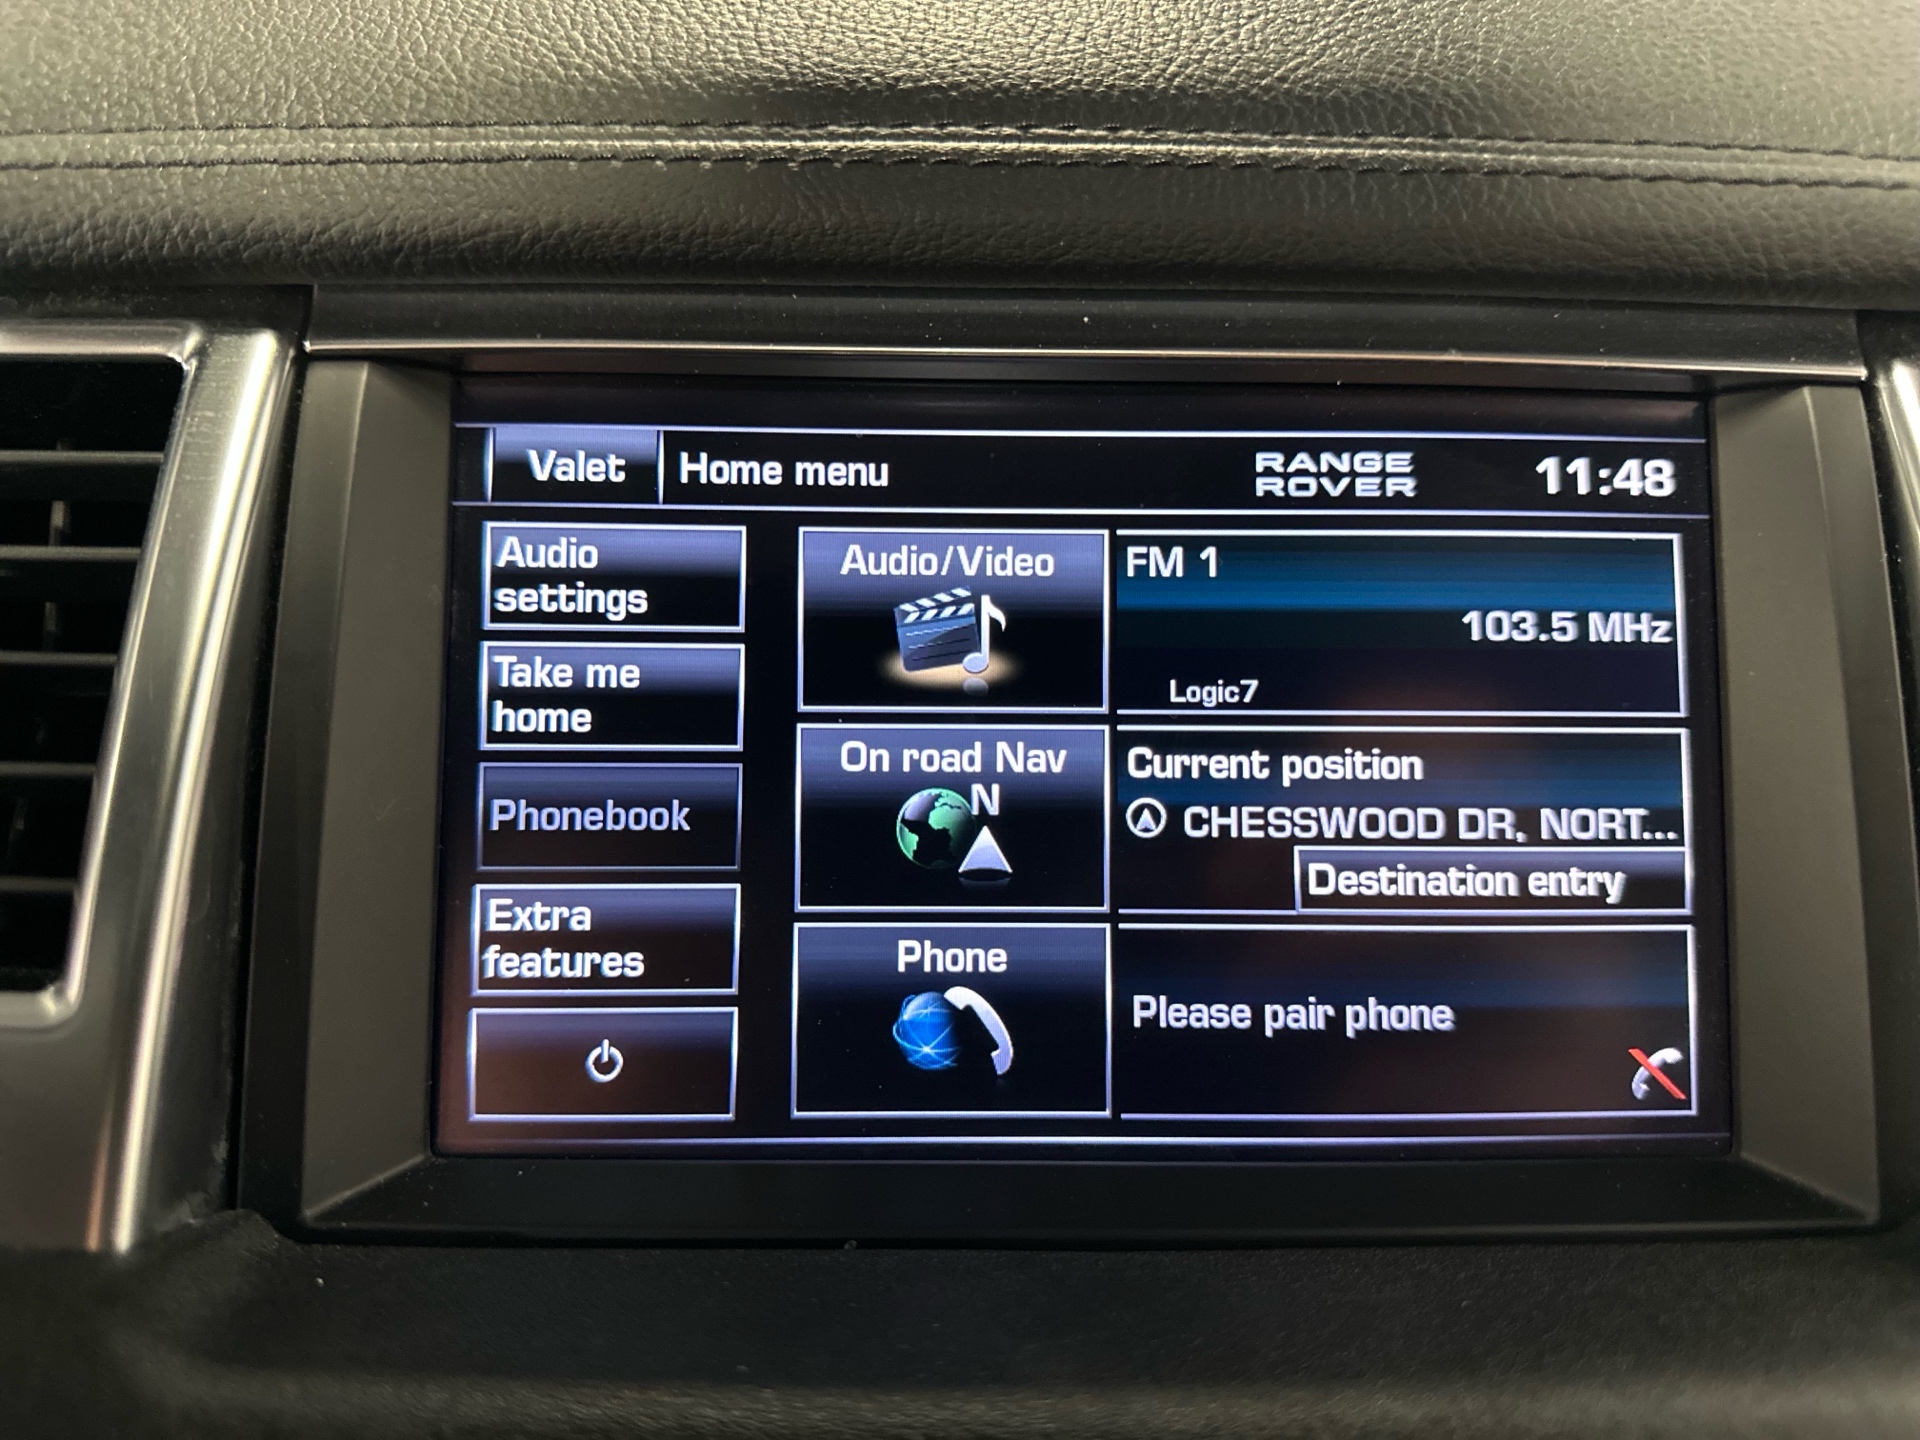 Valet
Home menu
RANGE
ROVER
11:48
Audio
settings
Take me
home
Phonebook
Extra
features
Audio/Video
FM 1
103.5 MHz
Logic7
On road Nav
N
Current position
CHESSWOOD DR, NORT...
Destination entry
Phone
Please pair phone